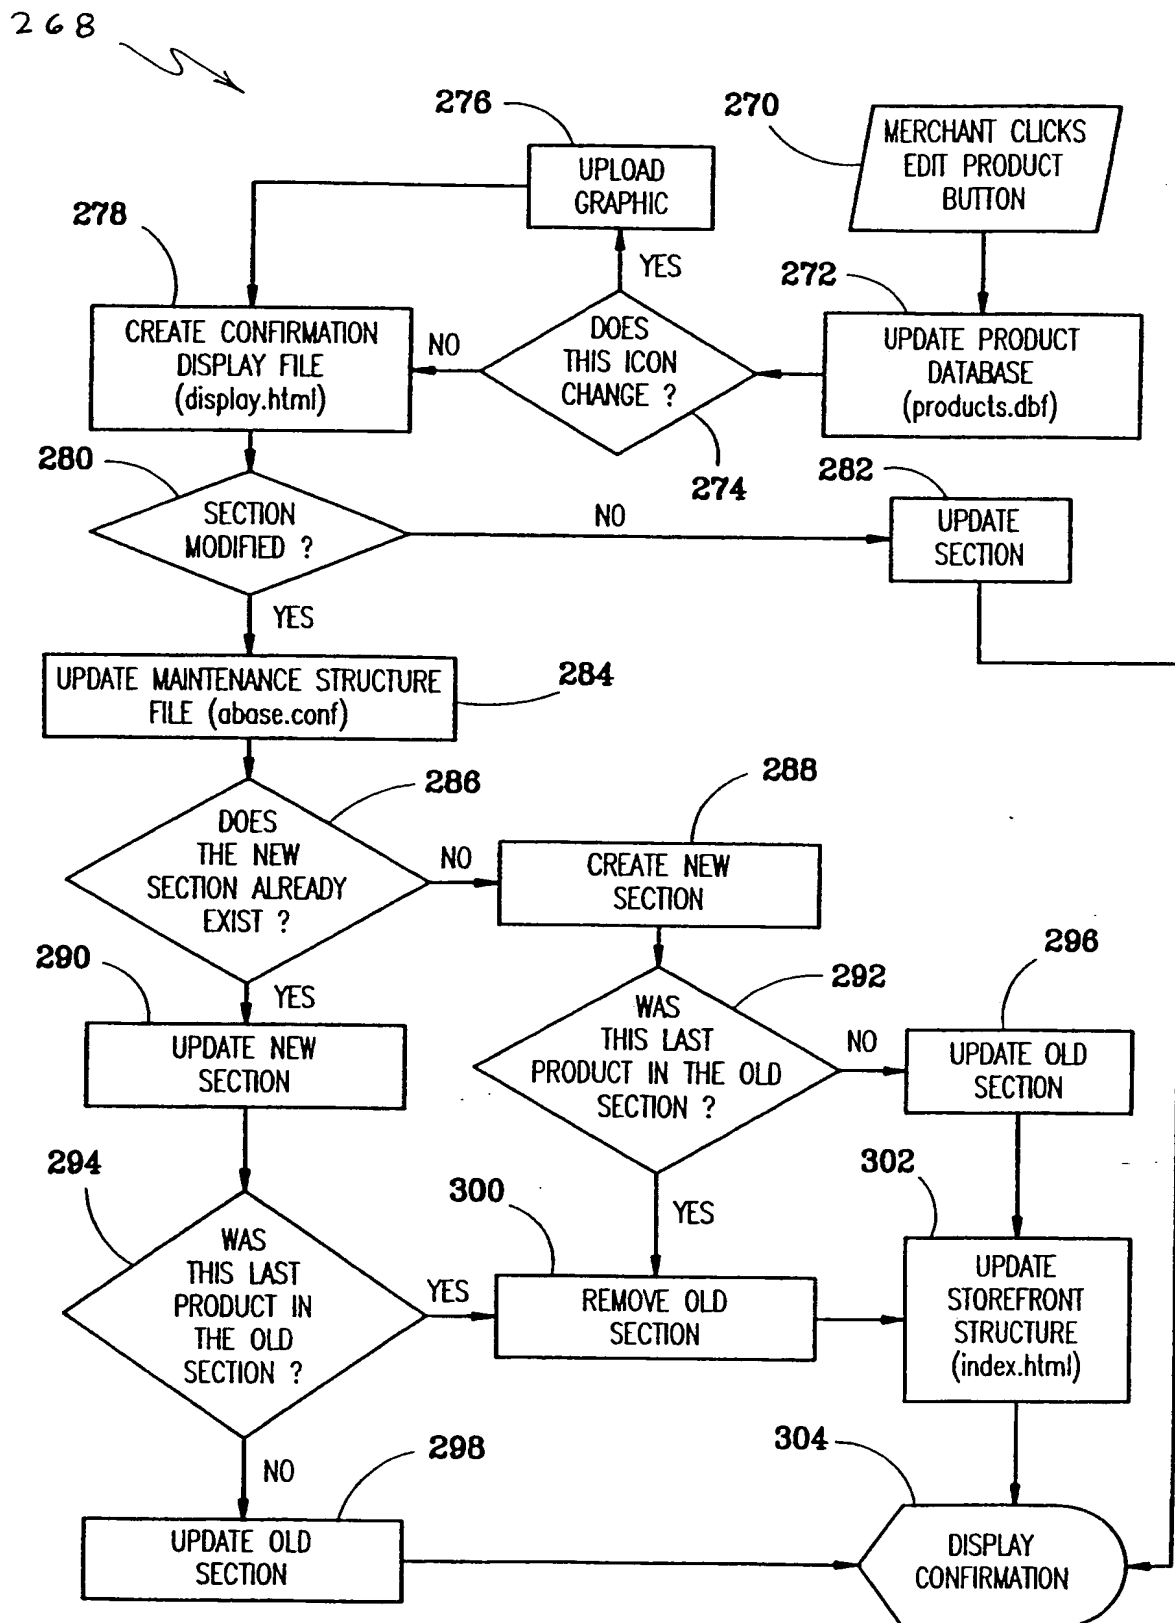 268
276
270
MERCHANT CLICKS
EDIT PRODUCT
BUTTON
UPLOAD
GRAPHIC
278
YES
272
CREATE CONFIRMATION
DISPLAY FILE
(display.html)
NO
DOES
THIS ICON
CHANGE ?
UPDATE PRODUCT
DATABASE
(products.dbf)
280
274
282
SECTION
MODIFIED ?
NO
UPDATE
SECTION
YES
UPDATE MAINTENANCE STRUCTURE
FILE (abase.conf)
284
286
288
DOES
THE NEW
SECTION ALREADY
EXIST ?
NO
CREATE NEW
SECTION
290
YES
292
296
UPDATE NEW
SECTION
WAS
THIS LAST
PRODUCT IN THE OLD
SECTION ?
NO
UPDATE OLD
SECTION
294
300
YES
302
WAS
THIS LAST
PRODUCT IN
THE OLD
SECTION ?
YES
REMOVE OLD
SECTION
UPDATE
STOREFRONT
STRUCTURE
(index.html)
NO
298
304
UPDATE OLD
SECTION
DISPLAY
CONFIRMATION